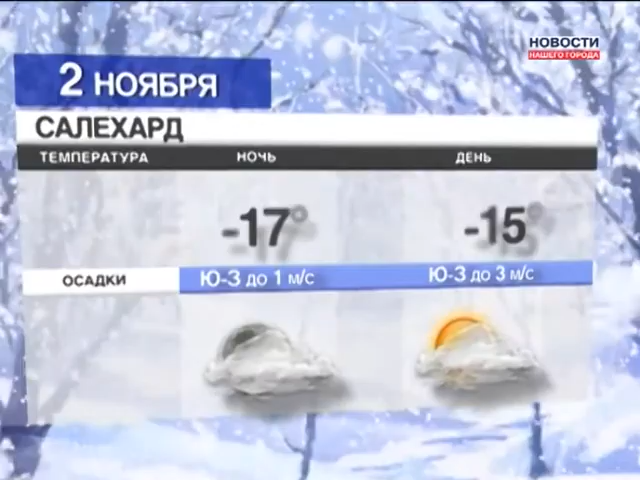 НОВОСТИ
НАШЕГО ГОРОДА
2 НОЯБРЯ
САЛЕХАРД
ТЕМПЕРАТУРА НОЧЬ ДЕНЬ
-17° -15°
ОСАДКИ Ю-З до 1 м/с Ю-З до 3 м/с